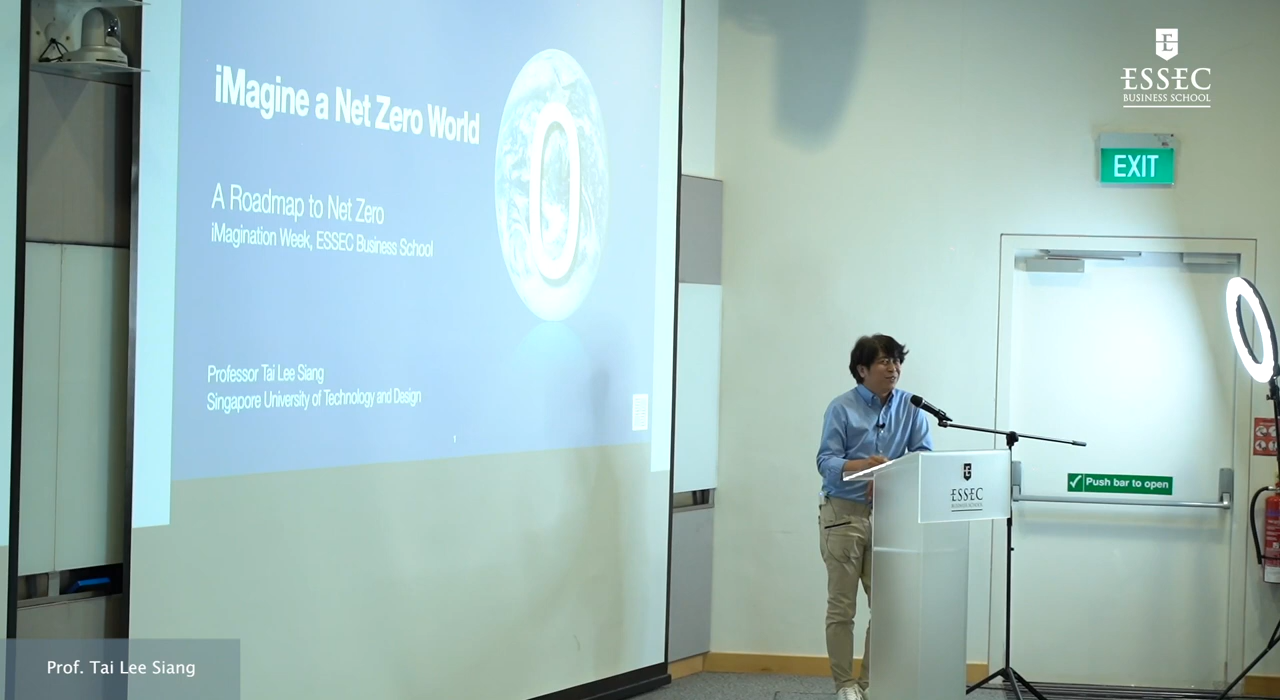 iMagine a Net Zero World
0
A Roadmap to Net Zero
iMagination Week, ESSEC Business School
Professor Tai Lee Siang
Singapore University of Technology and Design
E
ESSEC
BUSINESS SCHOOL
EXIT
ESSEC
BUSINESS SCHOOL
Push bar to open
Prof. Tai Lee Siang